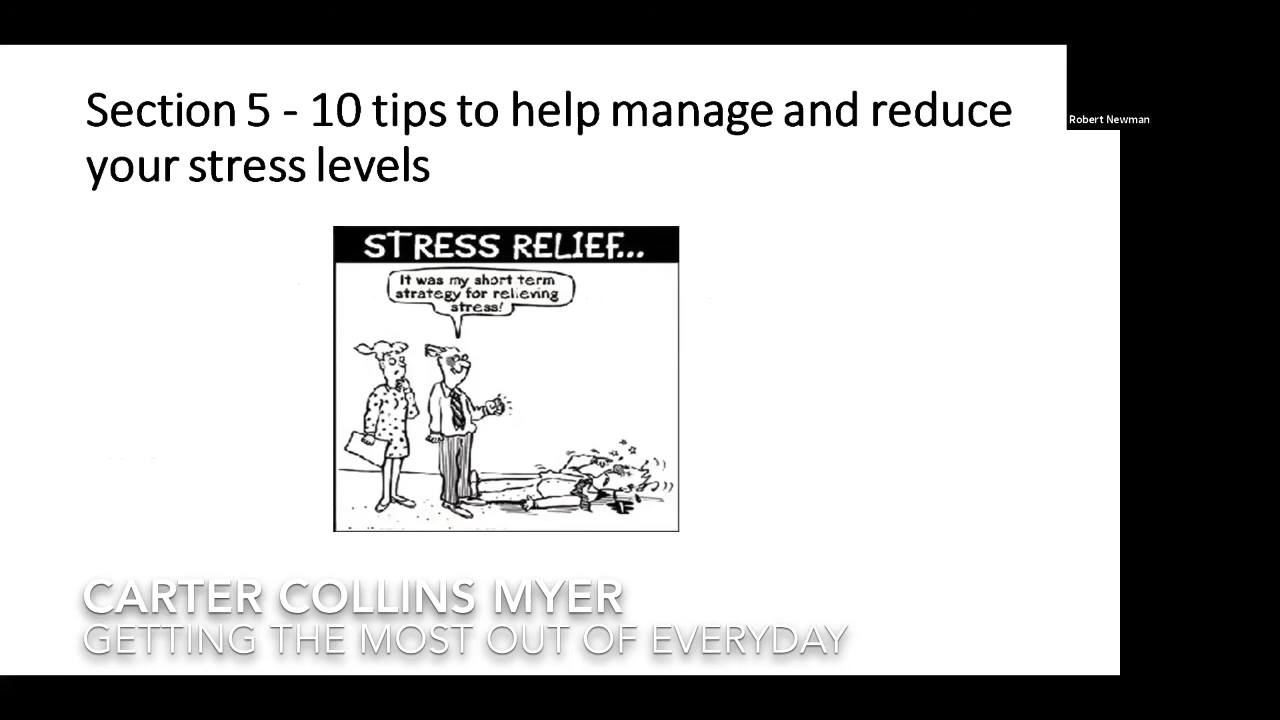 Section 5 - 10 tips to help manage and reduce
your stress levels
Robert Newman
STRESS RELIEF...
It was my short term
strategy for relieving
stress!
CARTER COLLINS MYER
GETTING THE MOST OUT OF EVERYDAY